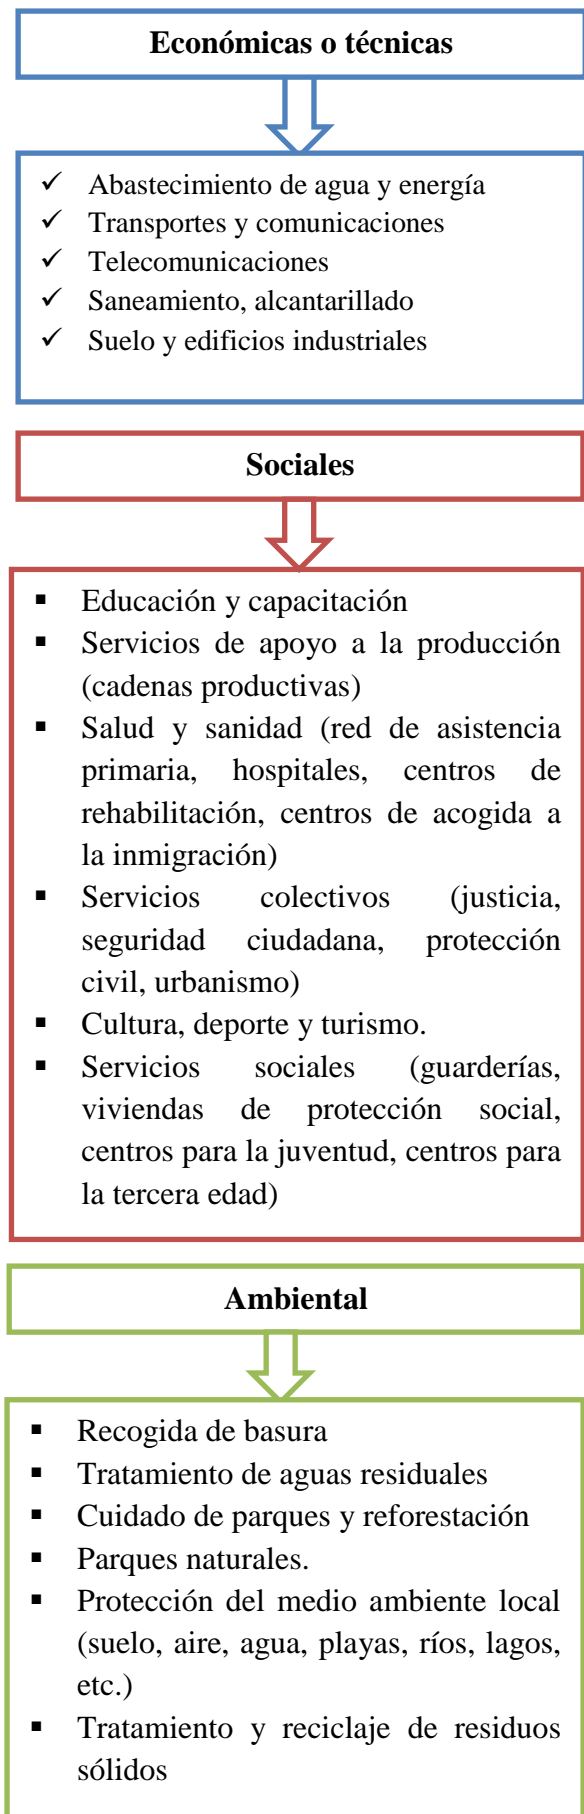 Económicas o técnicas
✓ Abastecimiento de agua y energía
✓ Transportes y comunicaciones
✓ Telecomunicaciones
✓ Saneamiento, alcantarillado
✓ Suelo y edificios industriales
Sociales
▪ Educación y capacitación
▪ Servicios de apoyo a la producción
(cadenas productivas)
▪ Salud y sanidad (red de asistencia
primaria, hospitales, centros de
rehabilitación, centros de acogida a
la inmigración)
▪ Servicios colectivos (justicia,
seguridad ciudadana, protección
civil, urbanismo)
▪ Cultura, deporte y turismo.
▪ Servicios sociales (guarderías,
viviendas de protección social,
centros para la juventud, centros para
la tercera edad)
Ambiental
▪ Recogida de basura
▪ Tratamiento de aguas residuales
▪ Cuidado de parques y reforestación
▪ Parques naturales.
▪ Protección del medio ambiente local
(suelo, aire, agua, playas, ríos, lagos,
etc.)
▪ Tratamiento y reciclaje de residuos
sólidos